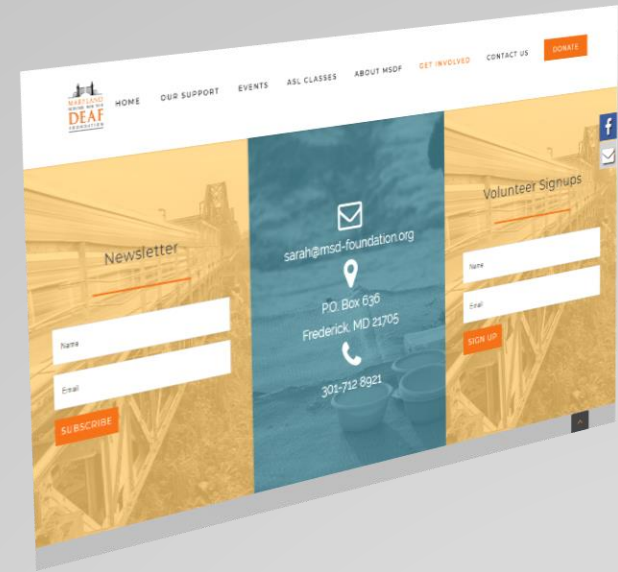 MARYLAND
DEAF
FOUNDATION
HOME
OUR SUPPORT
EVENTS
ASL CLASSES
ABOUT MSDF
GET INVOLVED
CONTACT US
DONATE
f
Newsletter
Name
Email
SUBSCRIBE
sarah@msd-foundation.org
P.O. Box 636
Frederick, MD 21705
301-712 8921
Volunteer Signups
Name
Email
SIGN UP